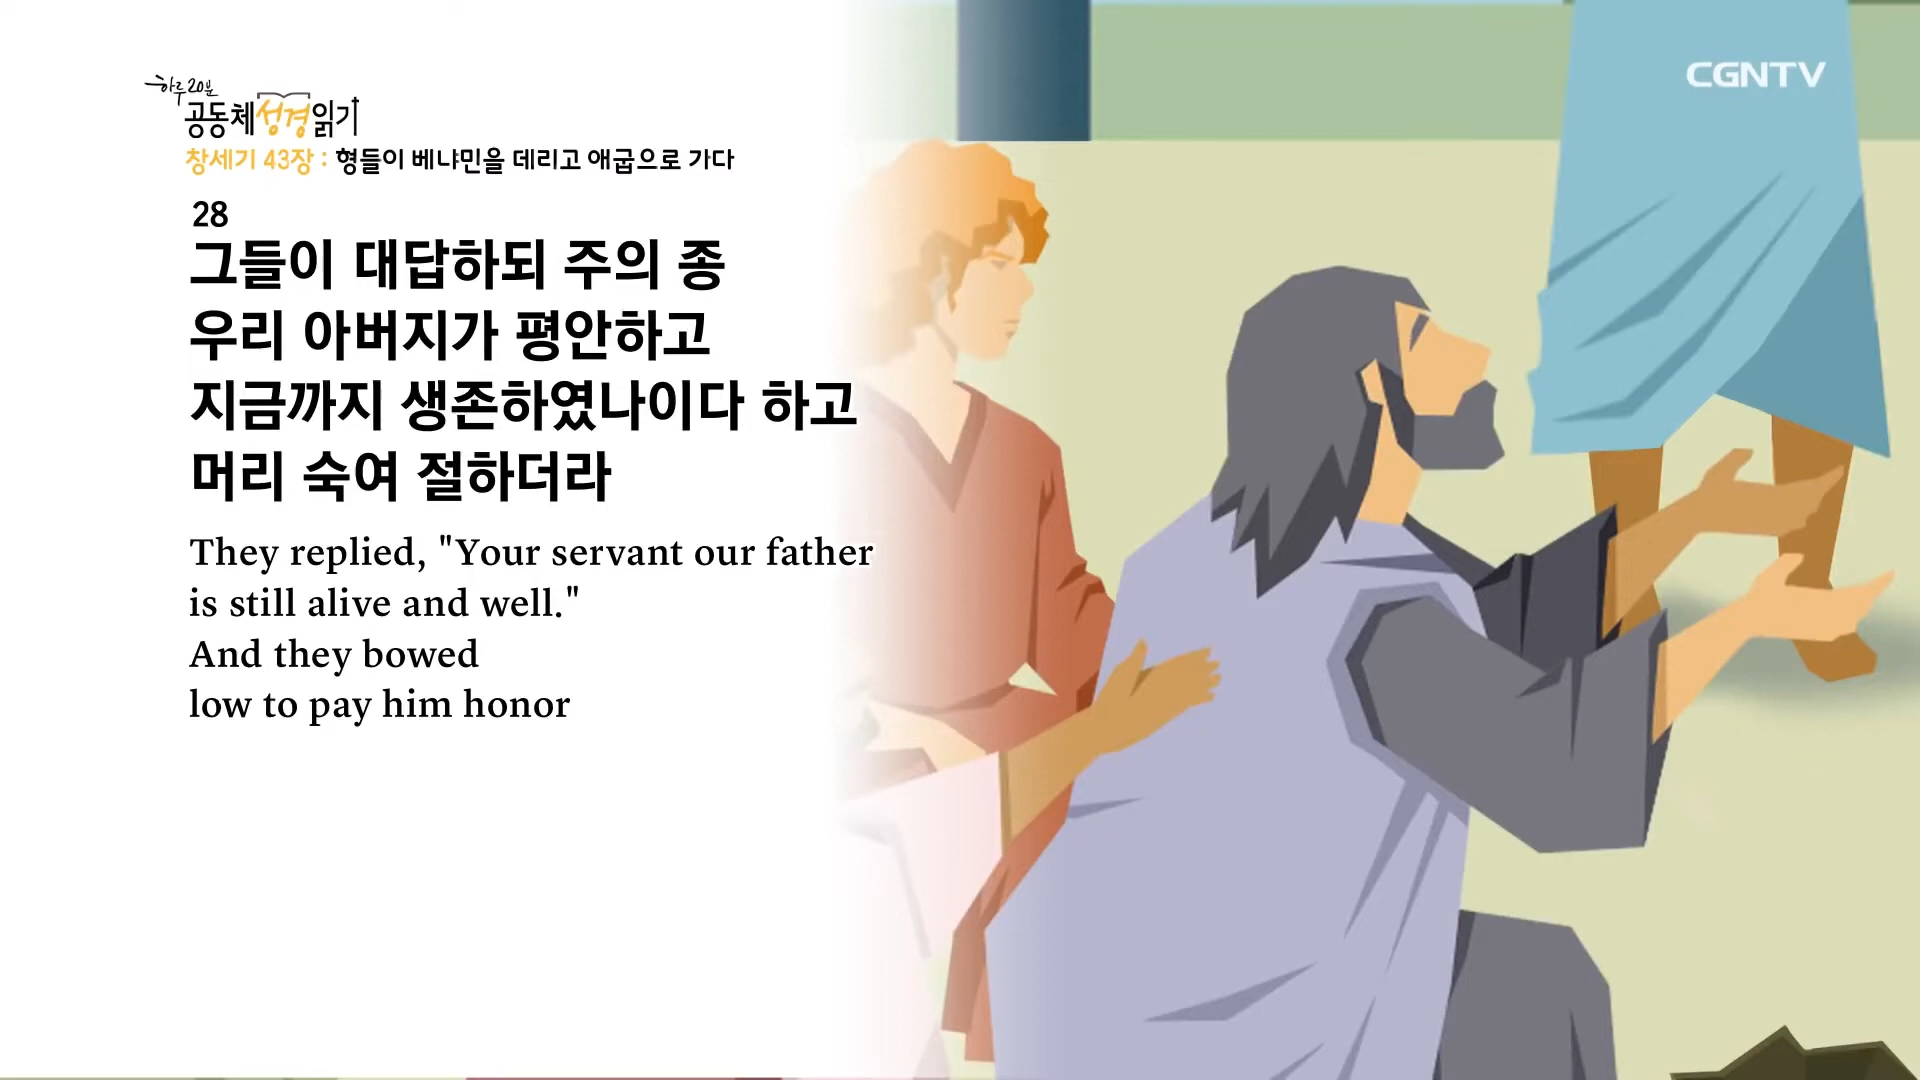 하루 20분
공동체성경읽기
CGNTV
창세기 43장 : 형들이 베냐민을 데리고 애굽으로 가다
28
그들이 대답하되 주의 종
우리 아버지가 평안하고
지금까지 생존하였나이다 하고
머리 숙여 절하더라
They replied, "Your servant our father
is still alive and well."
And they bowed
low to pay him honor